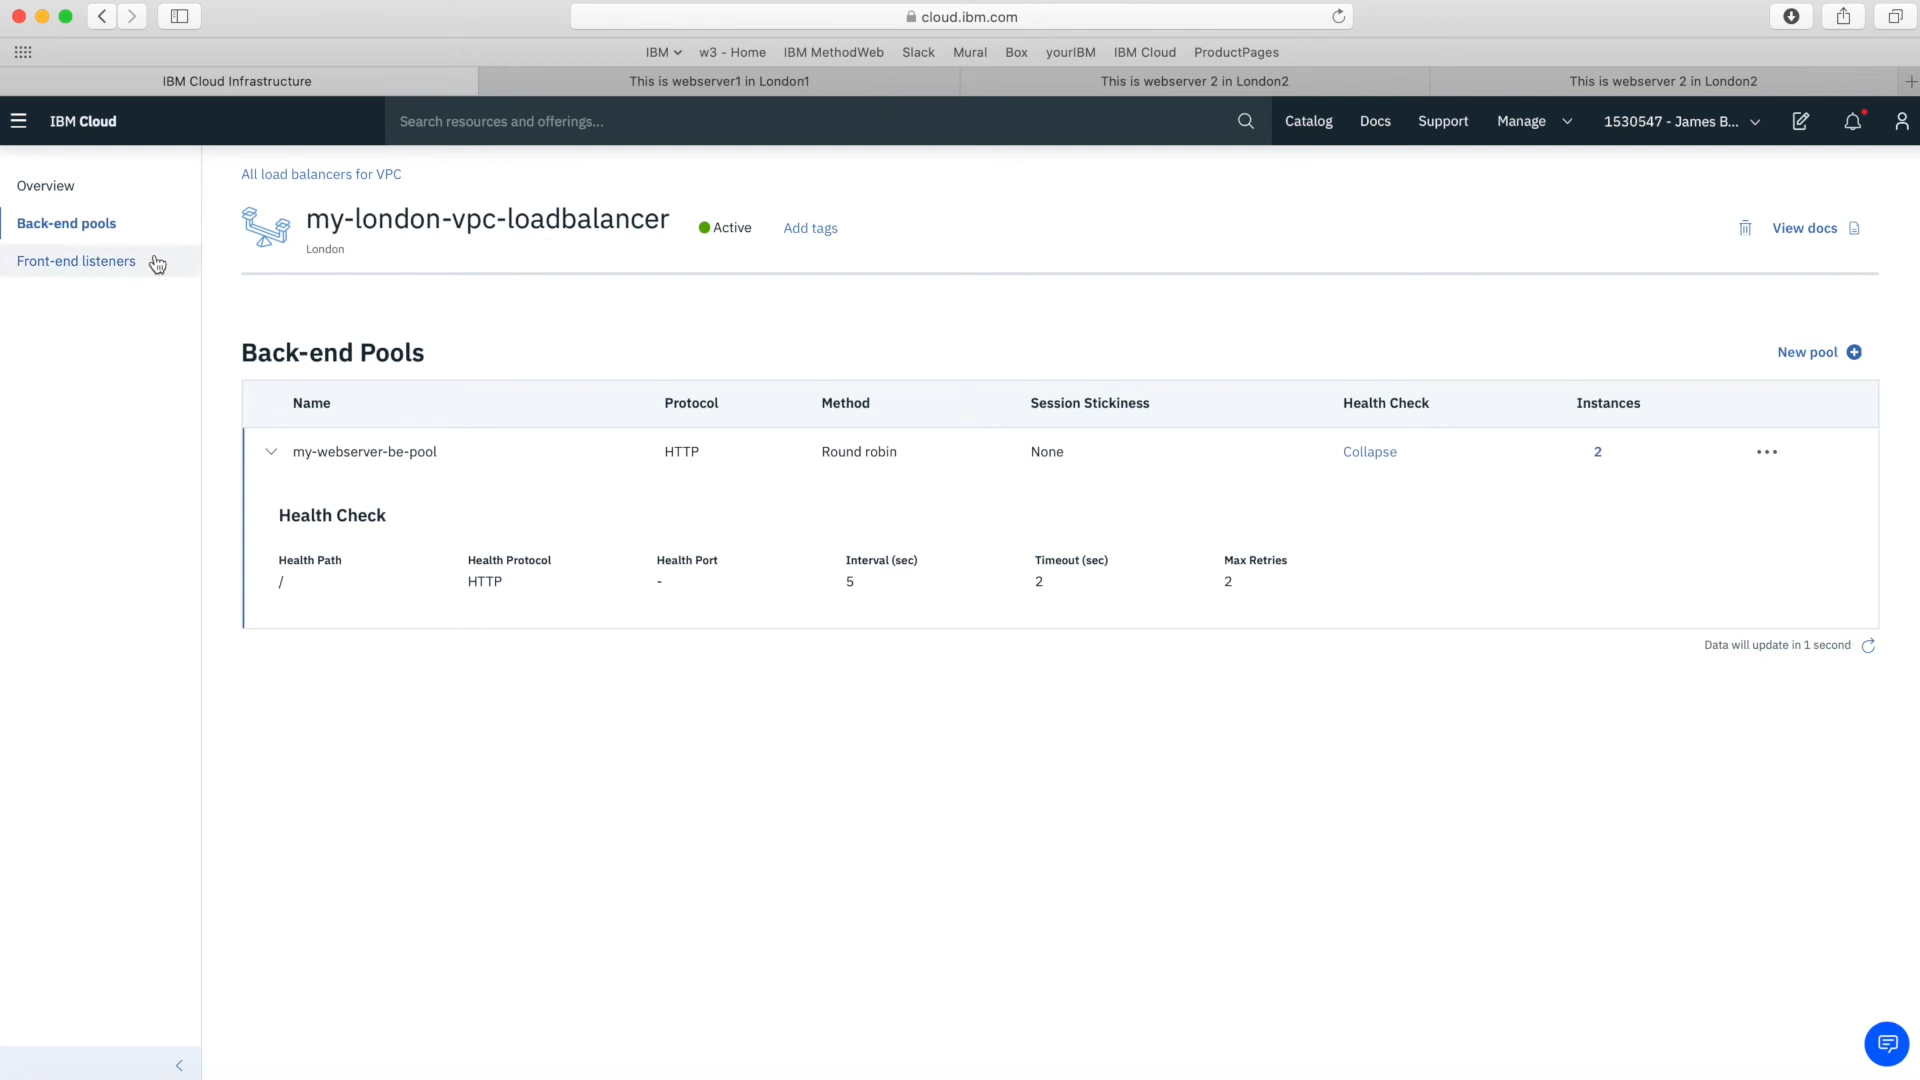 cloud.ibm.com
IBM w3 - Home IBM MethodWeb Slack Mural Box yourIBM IBM Cloud ProductPages
IBM Cloud Infrastructure This is webserver1 in London1 This is webserver 2 in London2 This is webserver 2 in London2
IBM Cloud Search resources and offerings... Catalog Docs Support Manage 1530547 - James B...
Overview
Back-end pools
Front-end listeners
All load balancers for VPC
my-london-vpc-loadbalancer Active Add tags View docs
London
Back-end Pools New pool
Name Protocol Method Session Stickiness Health Check Instances
my-webserver-be-pool HTTP Round robin None Collapse 2
Health Check
Health Path Health Protocol Health Port Interval (sec) Timeout (sec) Max Retries
/ HTTP - 5 2 2
Data will update in 1 second